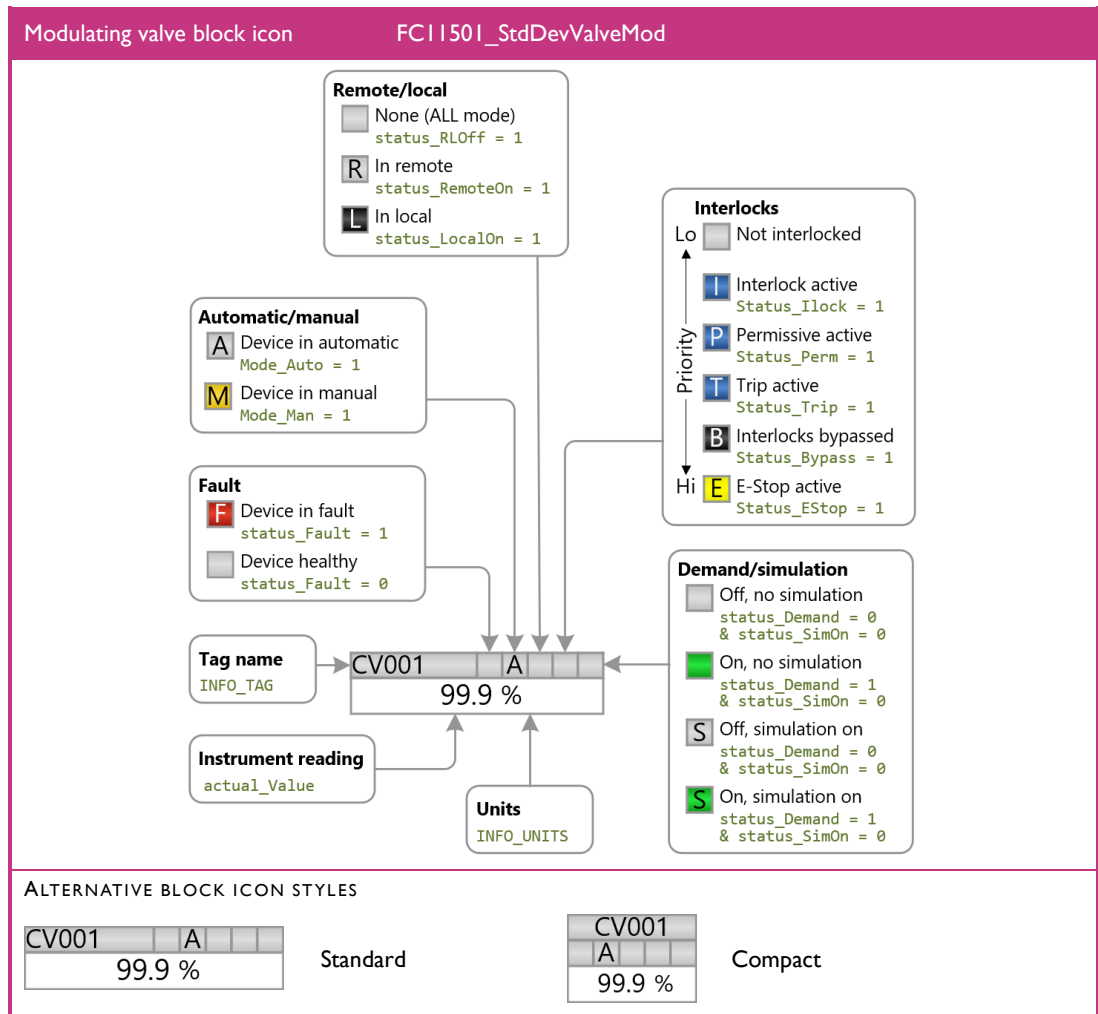 Modulating valve block icon FC11501_StdDevValveMod
Remote/local
None (ALL mode)
status_RLOff = 1
R In remote
status_RemoteOn = 1
L In local
status_LocalOn = 1
Interlocks
Lo Not interlocked
I Interlock active
Status_Ilock = 1
P Permissive active
Status_Perm = 1
T Trip active
Status_Trip = 1
B Interlocks bypassed
Status_Bypass = 1
Hi E E-Stop active
Status_EStop = 1
Priority
Automatic/manual
A Device in automatic
Mode_Auto = 1
M Device in manual
Mode_Man = 1
Fault
F Device in fault
status_Fault = 1
Device healthy
status_Fault = 0
Demand/simulation
Off, no simulation
status_Demand = 0
& status_SimOn = 0
On, no simulation
status_Demand = 1
& status_SimOn = 0
S Off, simulation on
status_Demand = 0
& status_SimOn = 0
S On, simulation on
status_Demand = 1
& status_SimOn = 0
Tag name
INFO_TAG
CV001 A
99.9 %
Instrument reading
actual_Value
Units
INFO_UNITS
ALTERNATIVE BLOCK ICON STYLES
CV001 A
99.9 %
Standard
CV001
A
99.9 %
Compact